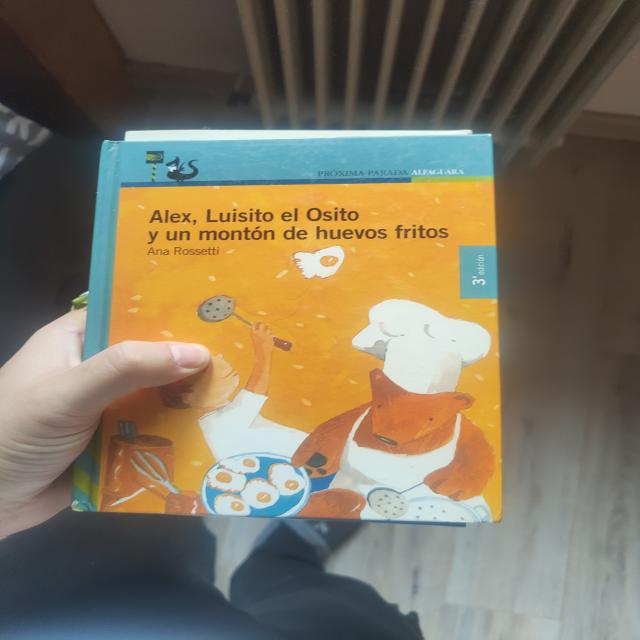 PRÓXIMA PARADA ALFAGUARA
Alex, Luisito el Osito
y un montón de huevos fritos
Ana Rossetti
3ª edición